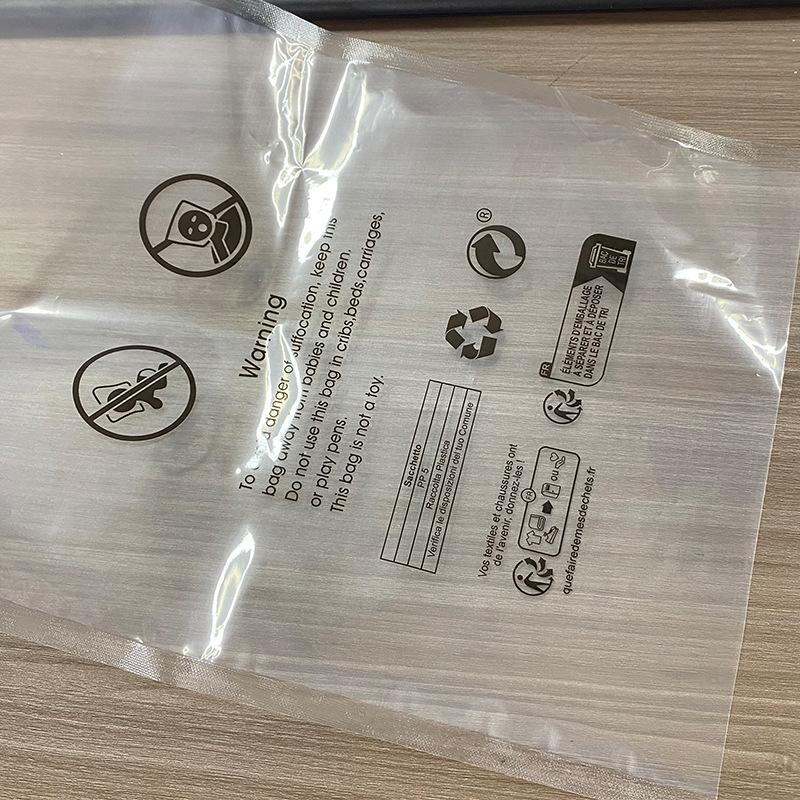 Warning
To danger of suffocation, keep this
bag away from babies and children.
Do not use this bag in cribs,beds,carriages,
or play pens.
This bag is not a toy.
®
Sacchetto
PP 5
Raccolta Plastica
Verifica le disposizioni del tuo Comune
BAC
DE
TRI
FR
ÉLÉMENTS D'EMBALLAGE
À SÉPARER ET À DÉPOSER
DANS LE BAC DE TRI
Vos textiles et chaussures ont
de l'avenir, donnez-les !
FR
ou
quefairedemesdechets.fr